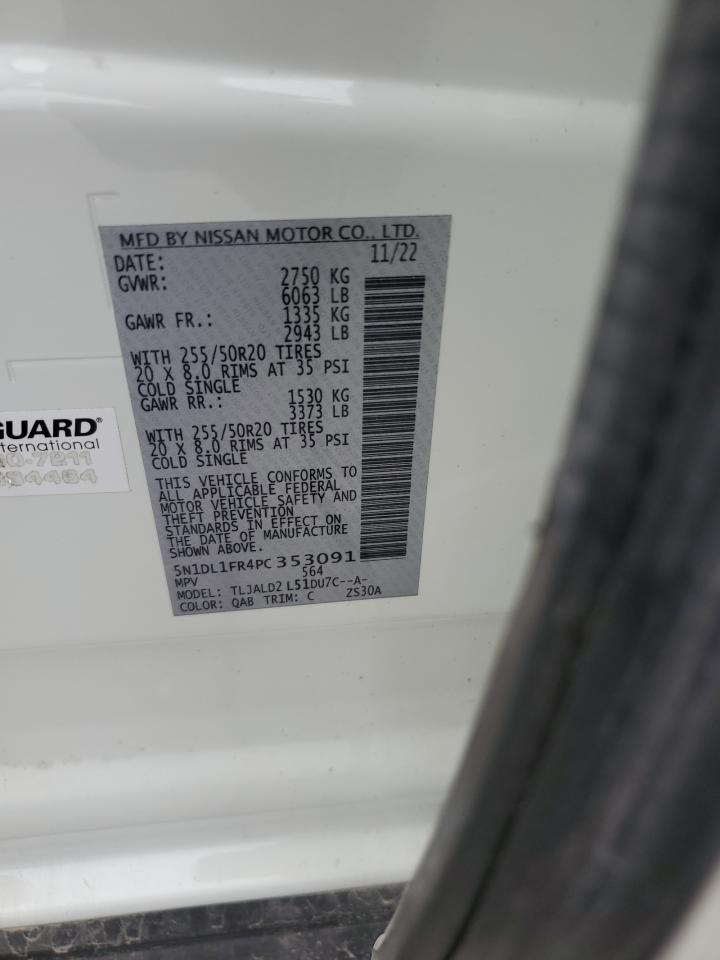 MFD BY NISSAN MOTOR CO., LTD.
DATE: 11/22
GVWR: 2750 KG
6063 LB
GAWR FR.: 1335 KG
2943 LB
WITH 255/50R20 TIRES
20 X 8.0 RIMS AT 35 PSI
COLD SINGLE
GAWR RR.: 1530 KG
3373 LB
WITH 255/50R20 TIRES
20 X 8.0 RIMS AT 35 PSI
COLD SINGLE
THIS VEHICLE CONFORMS TO
ALL APPLICABLE FEDERAL
MOTOR VEHICLE SAFETY AND
THEFT PREVENTION
STANDARDS IN EFFECT ON
THE DATE OF MANUFACTURE
SHOWN ABOVE.
5N1DL1FR4PC353091
MPV 564
MODEL: TLJALD2 L51DU7C--A-
COLOR: QAB TRIM: C ZS30A
GUARD®
ternational